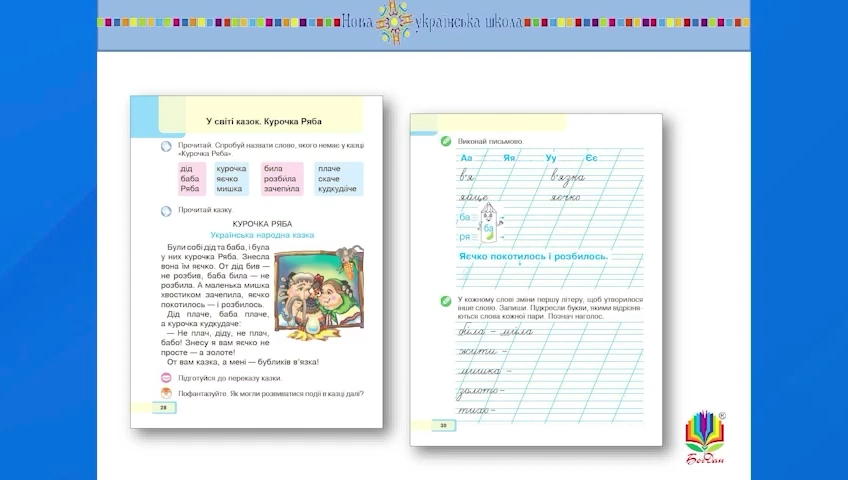 Нова українська школа
У світі казок. Курочка Ряба
Прочитай. Спробуй назвати слово, якого немає у казці
«Курочка Ряба».
дід курочка била плаче
баба яєчко розбила скаче
Ряба мишка зачепила кудкудаче
Прочитай казку.
КУРОЧКА РЯБА
Українська народна казка
Були собі дід та баба, і була
у них курочка Ряба. Знесла
вона їм яєчко. От дід бив —
не розбив, баба била — не
розбила. А маленька мишка
хвостиком зачепила, яєчко
покотилось — і розбилось.
Дід плаче, баба плаче,
а курочка кудкудаче:
— Не плач, діду, не плач,
бабо! Знесу я вам яєчко не
просте — а золоте!
От вам казка, а мені — бубликів в'язка!
Підготуйся до переказу казки.
Пофантазуйте. Як могли розвиватися події в казці далі?
28
Виконай письмово.
Аа Яя Уу Єє
в'я в'язка
яйце яєчко
ба
ба
ря
Яєчко покотилось і розбилось.
У кожному слові зміни першу літеру, щоб утворилося
інше слово. Запиши. Підкресли букви, якими відрізня-
ються слова кожної пари. Познач наголос.
біла – міла
жити –
мишка –
золото –
тихо –
30
Богдан